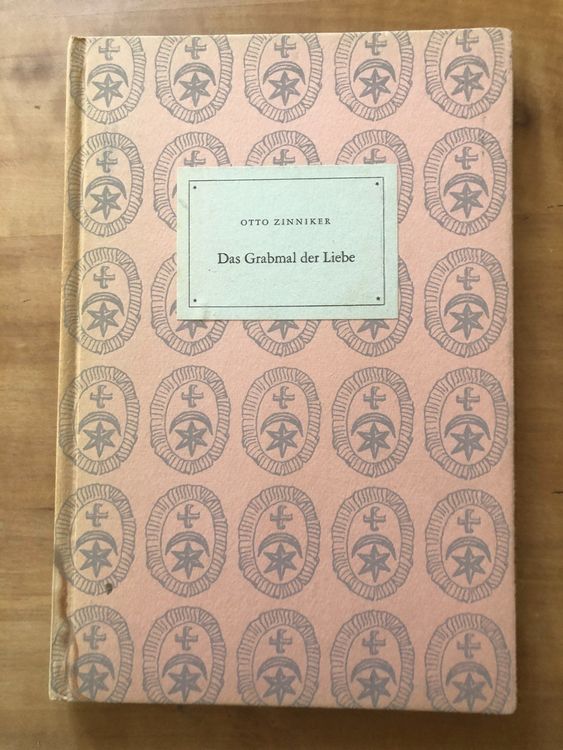 OTTO ZINNIKER
Das Grabmal der Liebe